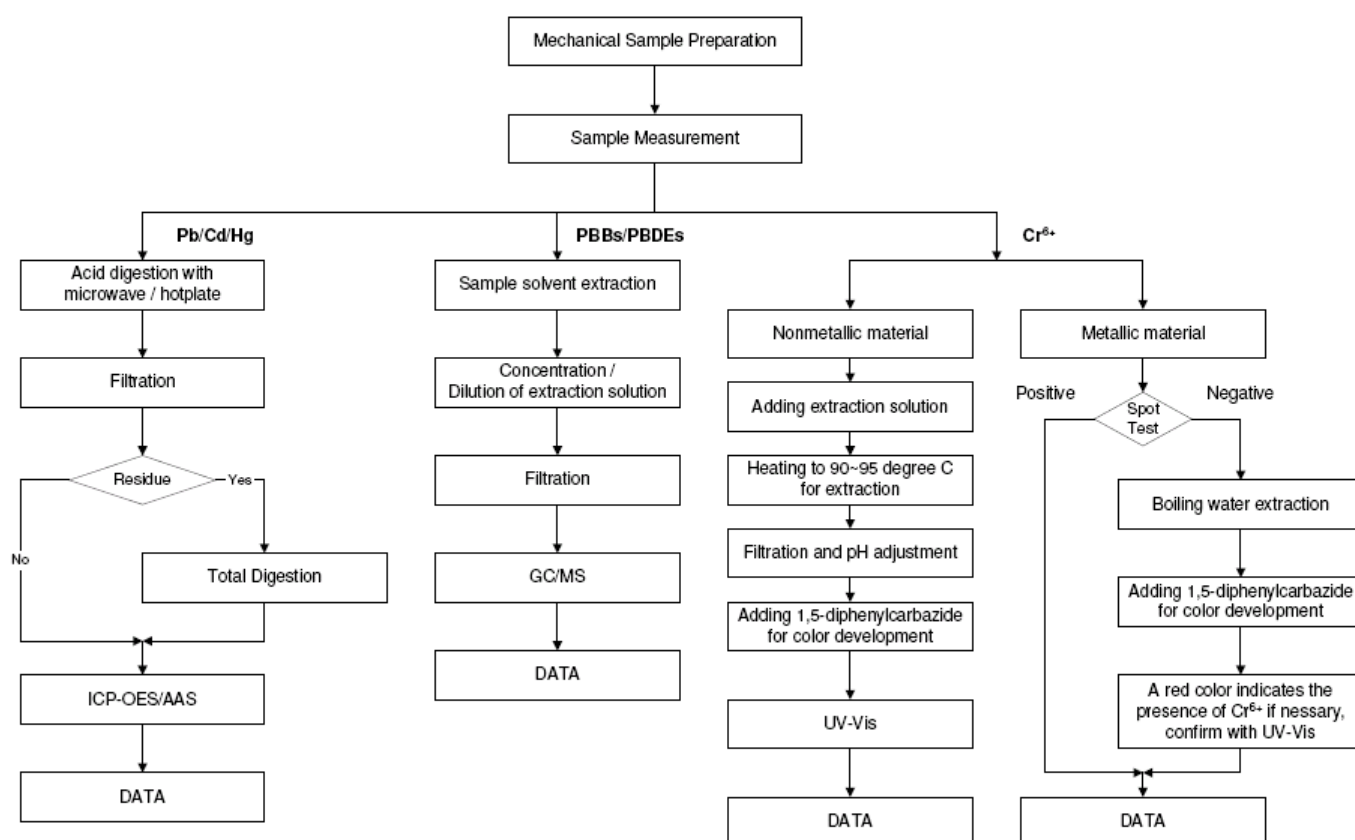 Mechanical Sample Preparation
Sample Measurement
Pb/Cd/Hg
PBBs/PBDEs
Cr⁶⁺
Acid digestion with
microwave / hotplate
Filtration
Residue
Yes
No
Total Digestion
ICP-OES/AAS
DATA
Sample solvent extraction
Concentration /
Dilution of extraction solution
Filtration
GC/MS
DATA
Nonmetallic material
Adding extraction solution
Heating to 90~95 degree C
for extraction
Filtration and pH adjustment
Adding 1,5-diphenylcarbazide
for color development
UV-Vis
DATA
Metallic material
Positive
Spot
Test
Negative
Boiling water extraction
Adding 1,5-diphenylcarbazide
for color development
A red color indicates the
presence of Cr⁶⁺ if nessary,
confirm with UV-Vis
DATA